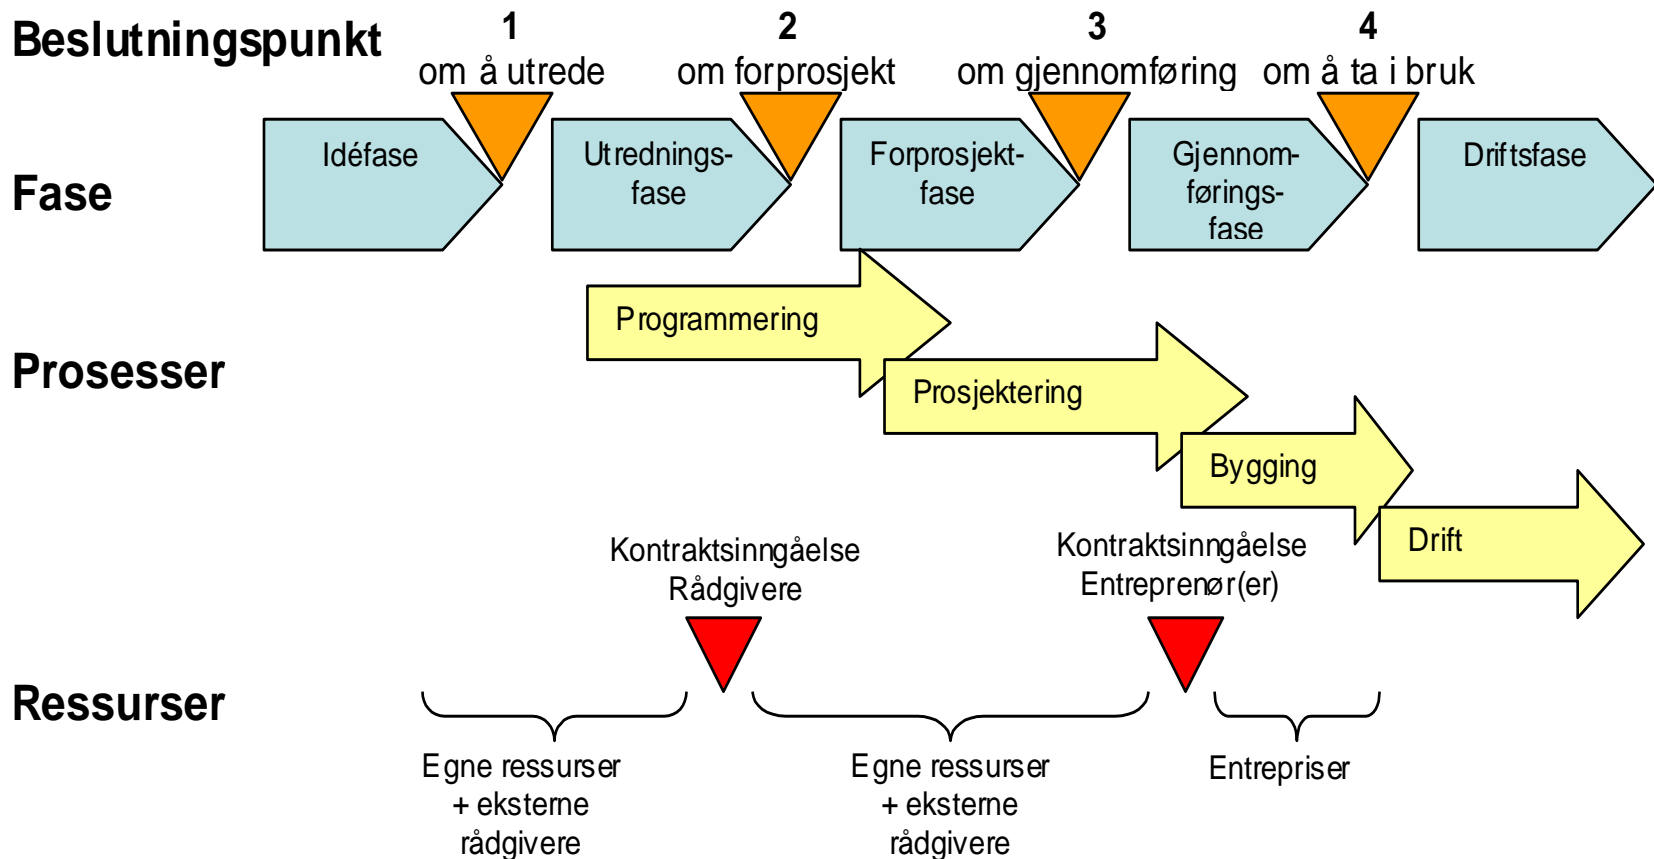 Beslutningspunkt
1
om å utrede
2
om forprosjekt
3
om gjennomføring
4
om å ta i bruk
Fase
Idéfase
Utrednings-
fase
Forprosjekt-
fase
Gjennom-
førings-
fase
Driftsfase
Prosesser
Programmering
Prosjektering
Bygging
Drift
Kontraktsinngåelse
Rådgivere
Kontraktsinngåelse
Entreprenør(er)
Ressurser
Egne ressurser
+ eksterne
rådgivere
Egne ressurser
+ eksterne
rådgivere
Entrepriser